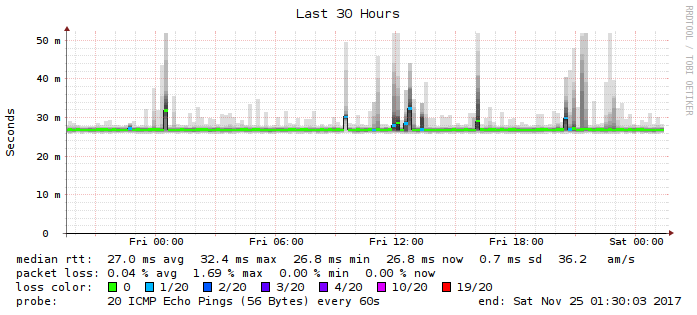 Last 30 Hours
RRDTOOL / TOBI OETIKER
Seconds
50 m
40 m
30 m
20 m
10 m
0
Fri 00:00 Fri 06:00 Fri 12:00 Fri 18:00 Sat 00:00
median rtt: 27.0 ms avg 32.4 ms max 26.8 ms min 26.8 ms now 0.7 ms sd 36.2 am/s
packet loss: 0.04 % avg 1.69 % max 0.00 % min 0.00 % now
loss color: 0 1/20 2/20 3/20 4/20 10/20 19/20
probe: 20 ICMP Echo Pings (56 Bytes) every 60s end: Sat Nov 25 01:30:03 2017